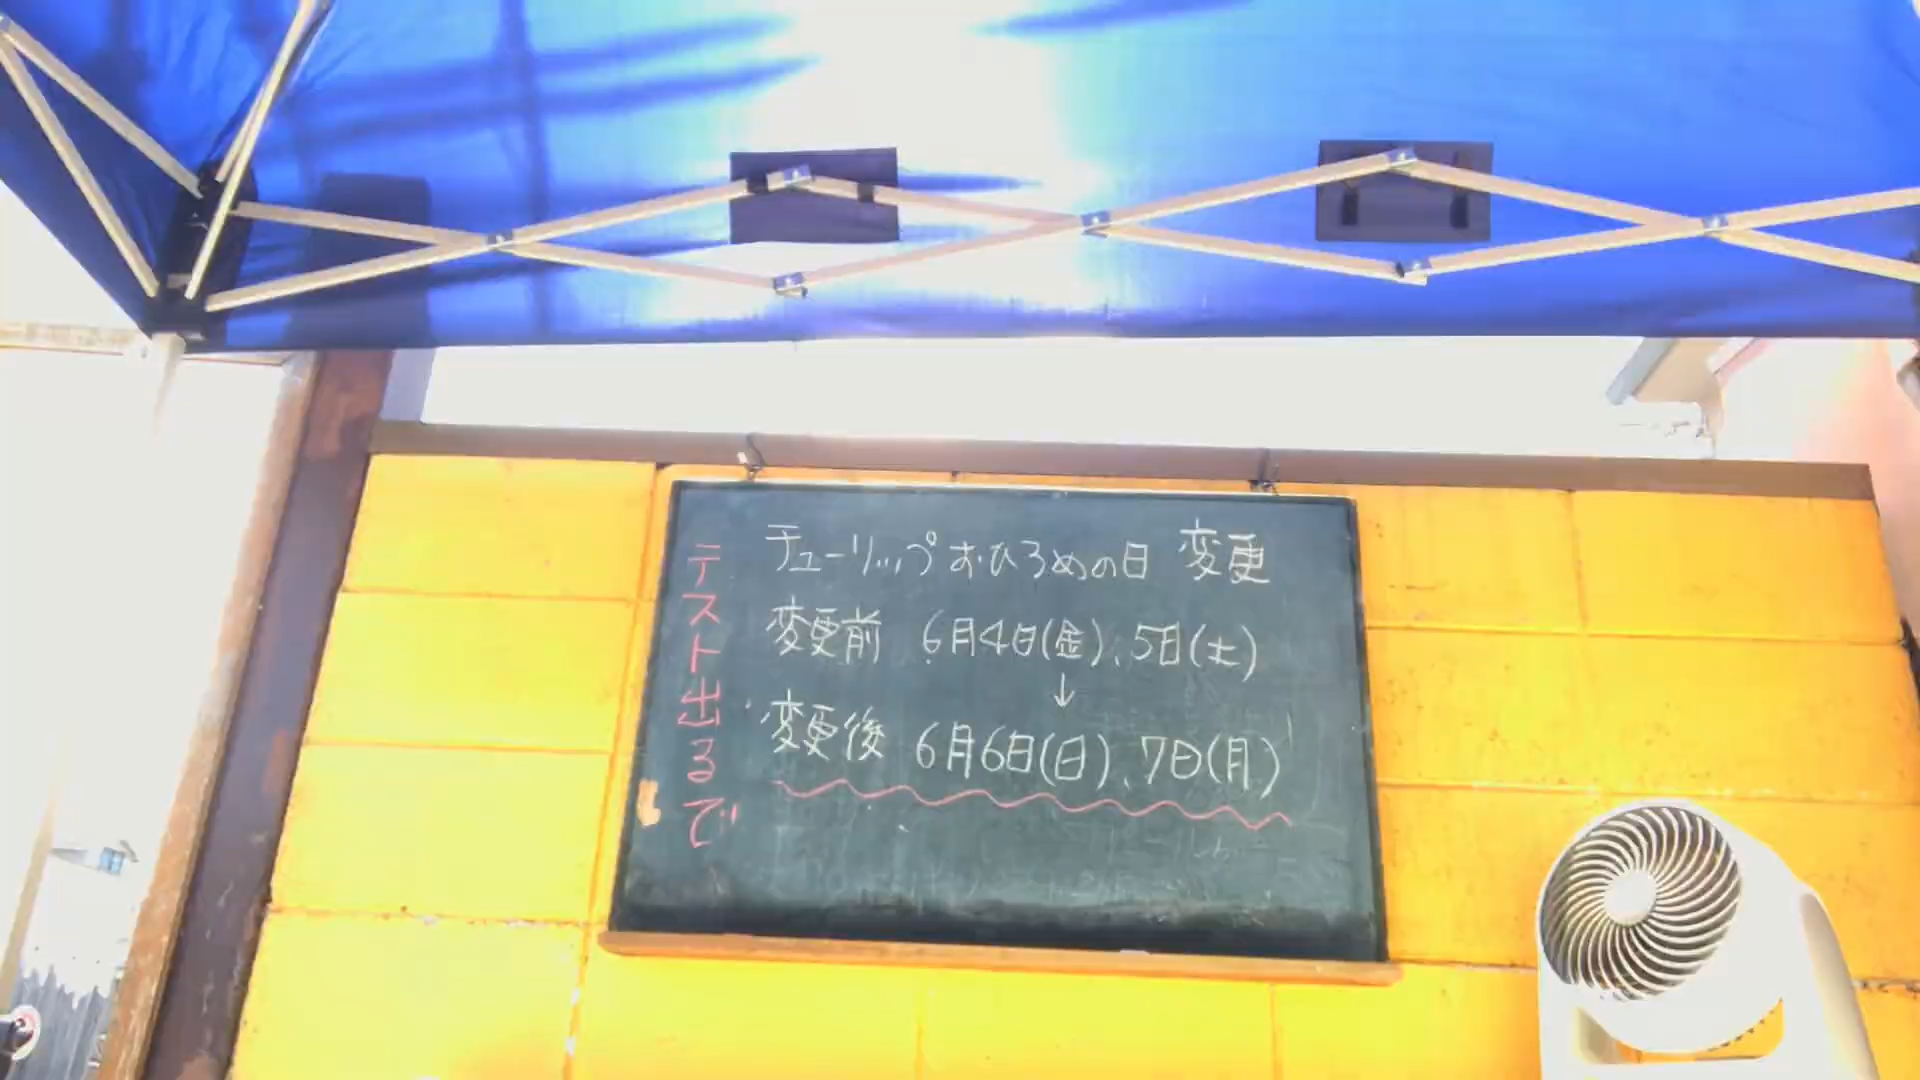 チューリップおひろめの日 変更
変更前 6月4日(金)、5日(土)
↓
変更後 6月6日(日)、7日(月)
テスト出るで